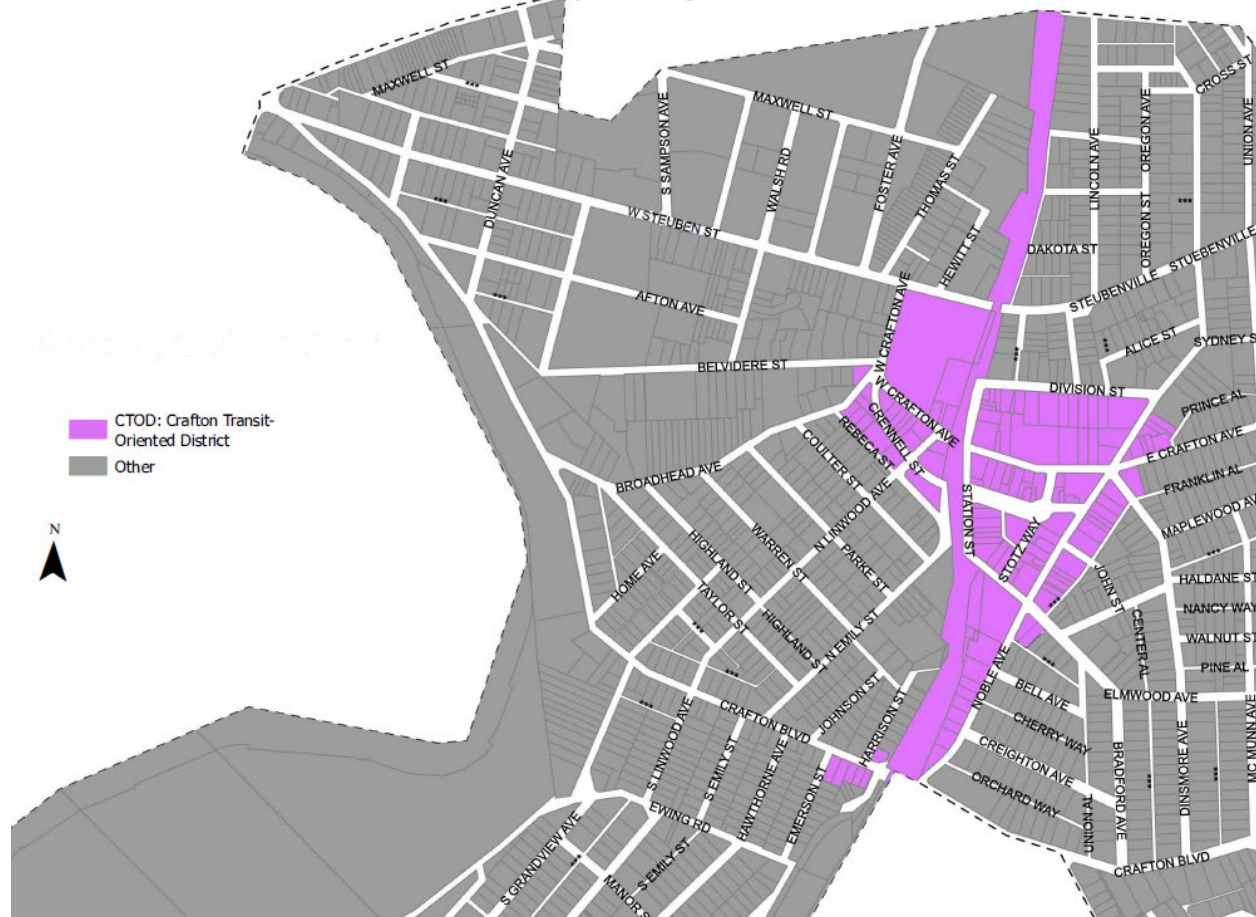 MAXWELL ST
CROSS ST
MAXWELL ST
S SAMPSON AVE
WALSH RD
FOSTER AVE
THOMAS ST
LINCOLN AVE
OREGON AVE
UNION AVE
DUNCAN AVE
W STEUBEN ST
HEWITT ST
DAKOTA ST
OREGON ST
STEUBENVILLE
STUEBENVILLE
AFTON AVE
W CRAFTON AVE
ALICE ST
SYDNEY S
BELVIDERE ST
DIVISION ST
W CRAFTON AVE
PRINCE AL
CTOD: Crafton Transit-
Oriented District
Other
CRENNELL ST
REBECA ST
COULTER ST
E CRAFTON AVE
BROADHEAD AVE
FRANKLIN AL
N
N LINWOOD AVE
STATION ST
MAPLEWOOD AV
WARREN ST
HIGHLAND ST
PARKE ST
STOTZ WAY
HOME AVE
TAYLOR ST
JOHN ST
HALDANE ST
HIGHLAND ST
N EMILY ST
NANCY WAY
CENTER AL
WALNUT ST
PINE AL
NOBLE AVE
BELL AVE
ELMWOOD AVE
JOHNSON ST
CRAFTON BLVD
HARRISON ST
CHERRY WAY
S LINWOOD AVE
S EMILY ST
HAWTHORNE AVE
EMERSON ST
CREIGHTON AVE
ORCHARD WAY
BRADFORD AVE
DINSMORE AVE
MC MUNN AVE
UNION AL
EWING RD
S GRANDVIEW AVE
S EMILY ST
MANOR S
CRAFTON BLVD